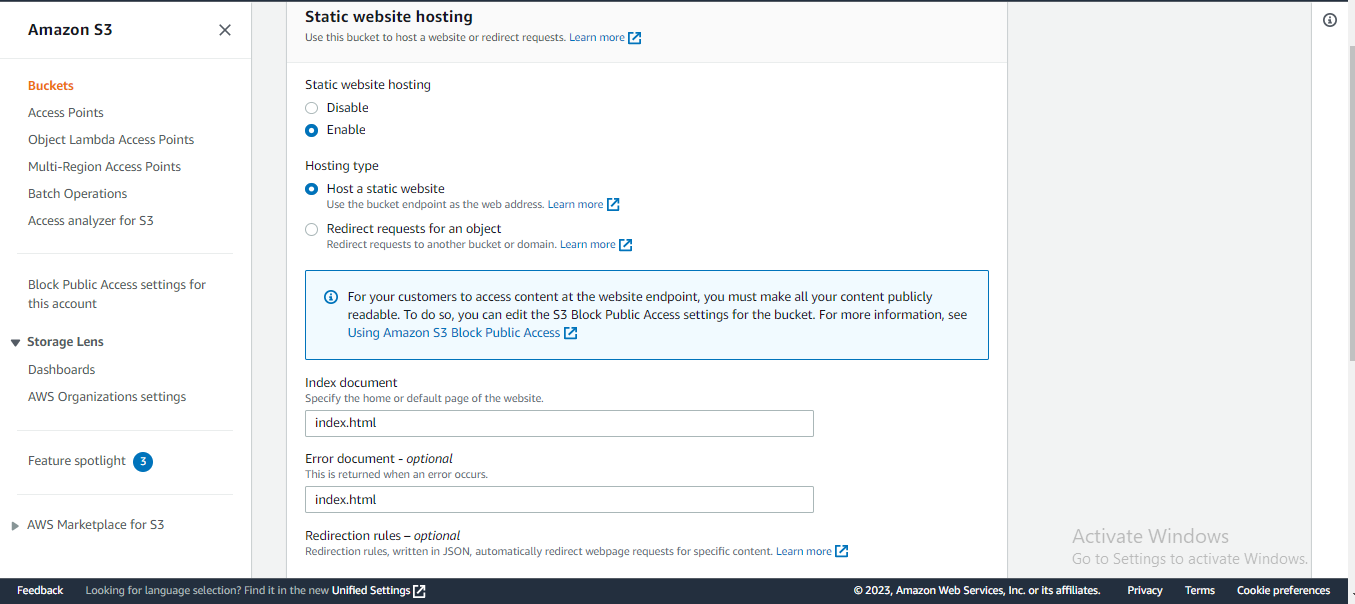 Amazon S3
Buckets
Access Points
Object Lambda Access Points
Multi-Region Access Points
Batch Operations
Access analyzer for S3
Block Public Access settings for
this account
Storage Lens
Dashboards
AWS Organizations settings
Feature spotlight 3
AWS Marketplace for S3
Static website hosting
Use this bucket to host a website or redirect requests. Learn more
Static website hosting
Disable
Enable
Hosting type
Host a static website
Use the bucket endpoint as the web address. Learn more
Redirect requests for an object
Redirect requests to another bucket or domain. Learn more
For your customers to access content at the website endpoint, you must make all your content publicly
readable. To do so, you can edit the S3 Block Public Access settings for the bucket. For more information, see
Using Amazon S3 Block Public Access
Index document
Specify the home or default page of the website.
index.html
Error document - optional
This is returned when an error occurs.
index.html
Redirection rules – optional
Redirection rules, written in JSON, automatically redirect webpage requests for specific content. Learn more
Activate Windows
Go to Settings to activate Windows.
Feedback Looking for language selection? Find it in the new Unified Settings © 2023, Amazon Web Services, Inc. or its affiliates. Privacy Terms Cookie preferences